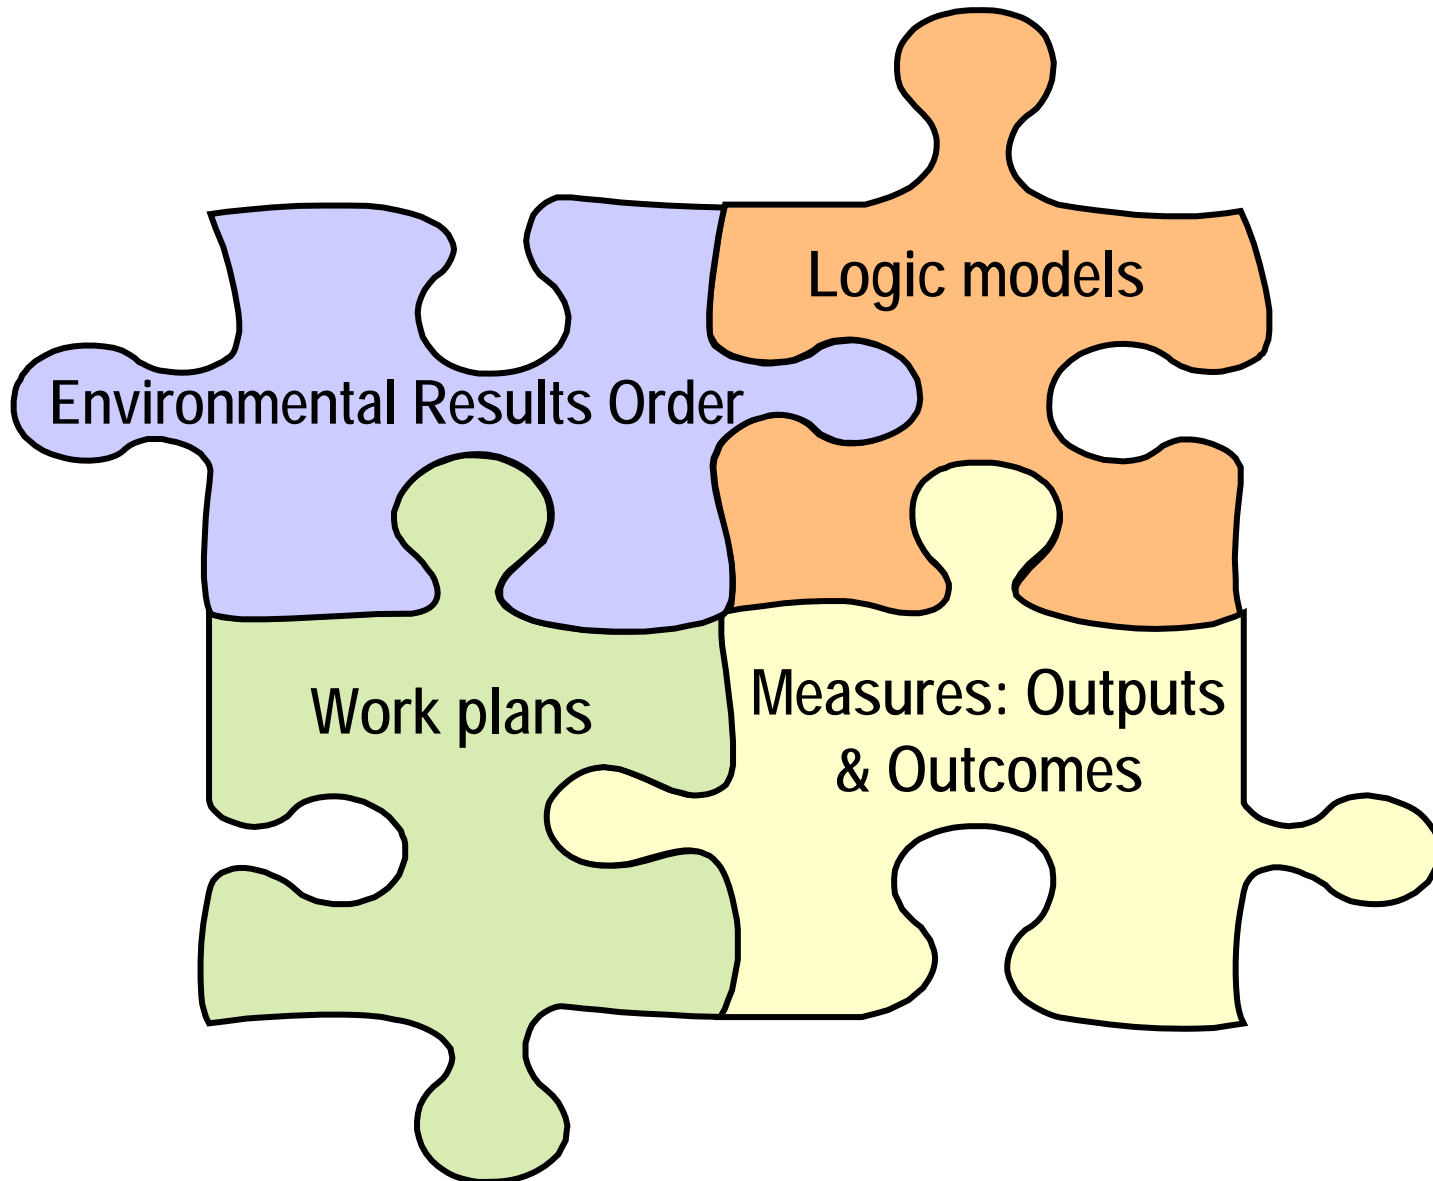 Logic models
Environmental Results Order
Work plans
Measures: Outputs
& Outcomes